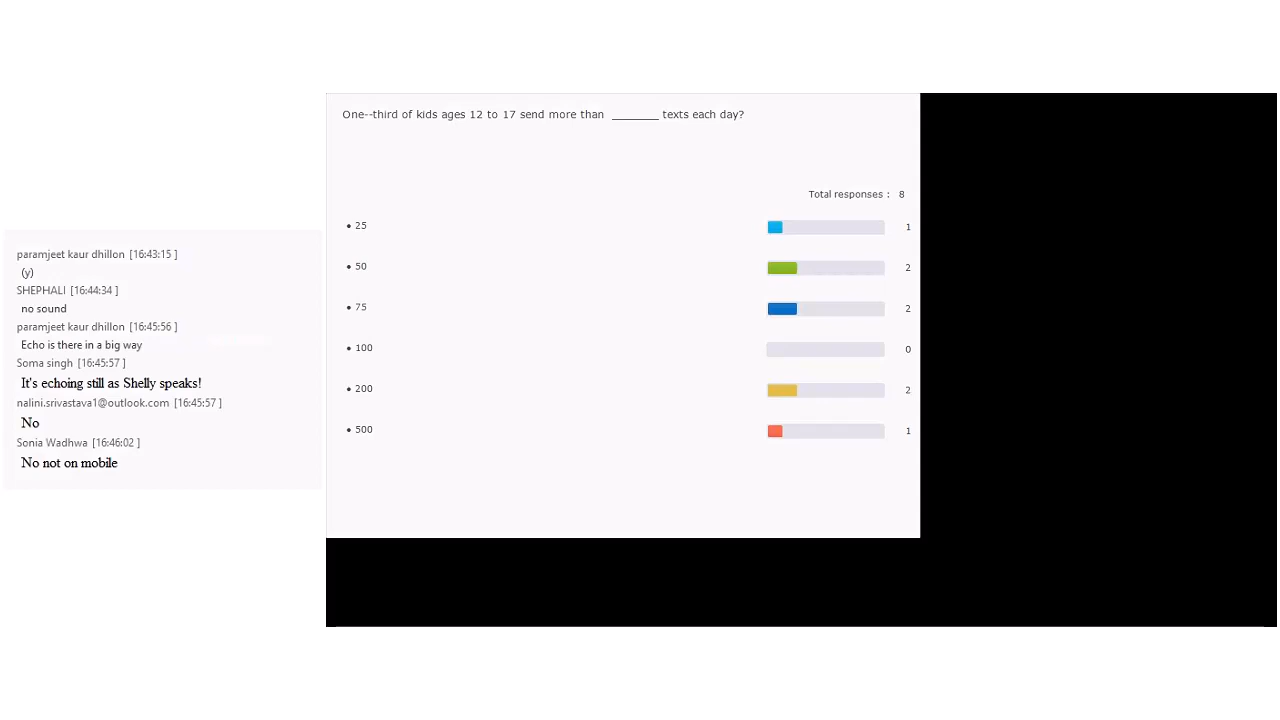 One--third of kids ages 12 to 17 send more than _______ texts each day?
Total responses : 8
• 25 1
• 50 2
• 75 2
• 100 0
• 200 2
• 500 1
paramjeet kaur dhillon [16:43:15 ]
(y)
SHEPHALI [16:44:34 ]
no sound
paramjeet kaur dhillon [16:45:56 ]
Echo is there in a big way
Soma singh [16:45:57 ]
It's echoing still as Shelly speaks!
nalini.srivastava1@outlook.com [16:45:57 ]
No
Sonia Wadhwa [16:46:02 ]
No not on mobile